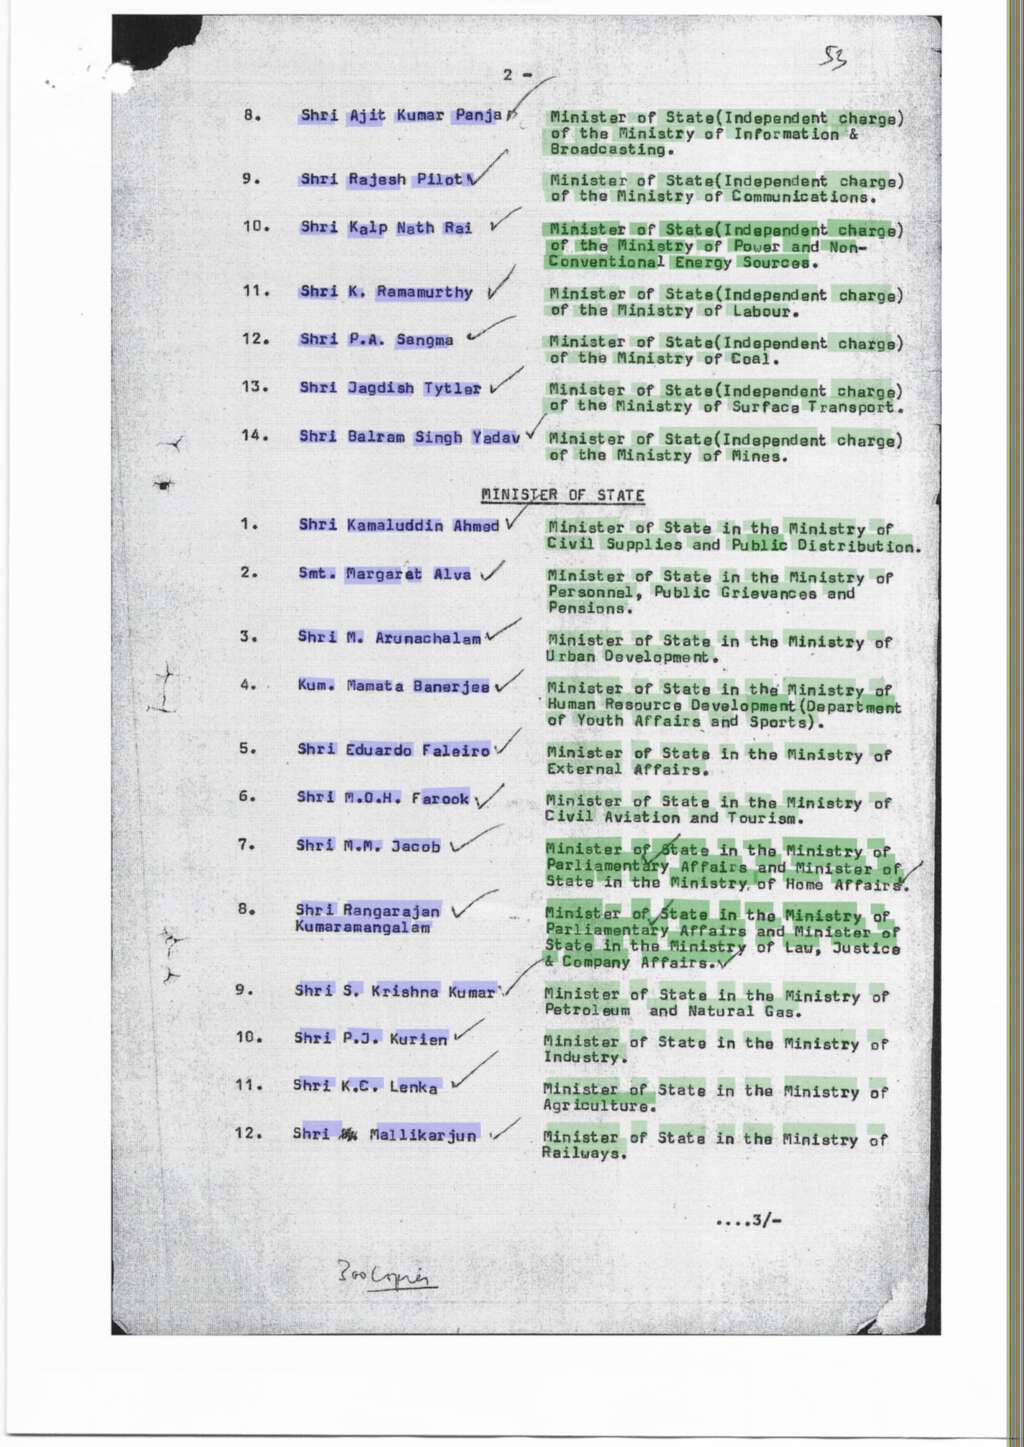 53
2 -
8. Shri Ajit Kumar Panja Minister of State(Independent charge)
of the Ministry of Information &
Broadcasting.
9. Shri Rajesh Pilot Minister of State(Independent charge)
of the Ministry of Communications.
10. Shri Kalp Nath Rai Minister of State(Independent charge)
of the Ministry of Power and Non-
Conventional Energy Sources.
11. Shri K. Ramamurthy Minister of State(Independent charge)
of the Ministry of Labour.
12. Shri P.A. Sangma Minister of State(Independent charge)
of the Ministry of Coal.
13. Shri Jagdish Tytler Minister of State(Independent charge)
of the Ministry of Surface Transport.
14. Shri Balram Singh Yadav Minister of State(Independent charge)
of the Ministry of Mines.
MINISTER OF STATE
1. Shri Kamaluddin Ahmed Minister of State in the Ministry of
Civil Supplies and Public Distribution.
2. Smt. Margaret Alva Minister of State in the Ministry of
Personnel, Public Grievances and
Pensions.
3. Shri M. Arunachalam Minister of State in the Ministry of
Urban Development.
4. Kum. Mamata Banerjee Minister of State in the Ministry of
Human Resource Development(Department
of Youth Affairs and Sports).
5. Shri Eduardo Faleiro Minister of State in the Ministry of
External Affairs.
6. Shri M.O.H. Farook Minister of State in the Ministry of
Civil Aviation and Tourism.
7. Shri M.M. Jacob Minister of State in the Ministry of
Parliamentary Affairs and Minister of
State in the Ministry of Home Affairs.
8. Shri Rangarajan Minister of State in the Ministry of
Kumaramangalam Parliamentary Affairs and Minister of
State in the Ministry of Law, Justice
& Company Affairs.
9. Shri S. Krishna Kumar Minister of State in the Ministry of
Petroleum and Natural Gas.
10. Shri P.J. Kurien Minister of State in the Ministry of
Industry.
11. Shri K.C. Lenka Minister of State in the Ministry of
Agriculture.
12. Shri Mallikarjun Minister of State in the Ministry of
Railways.
....3/-
300 Copies